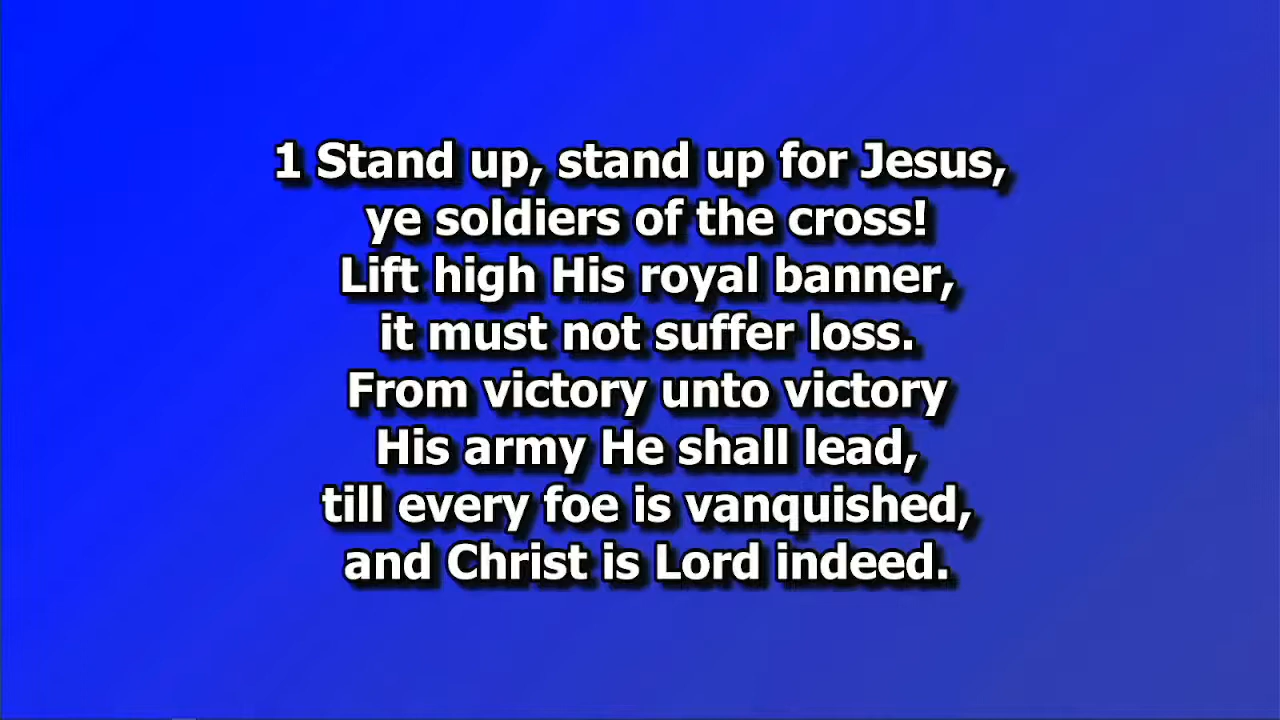 1 Stand up, stand up for Jesus,
ye soldiers of the cross!
Lift high His royal banner,
it must not suffer loss.
From victory unto victory
His army He shall lead,
till every foe is vanquished,
and Christ is Lord indeed.